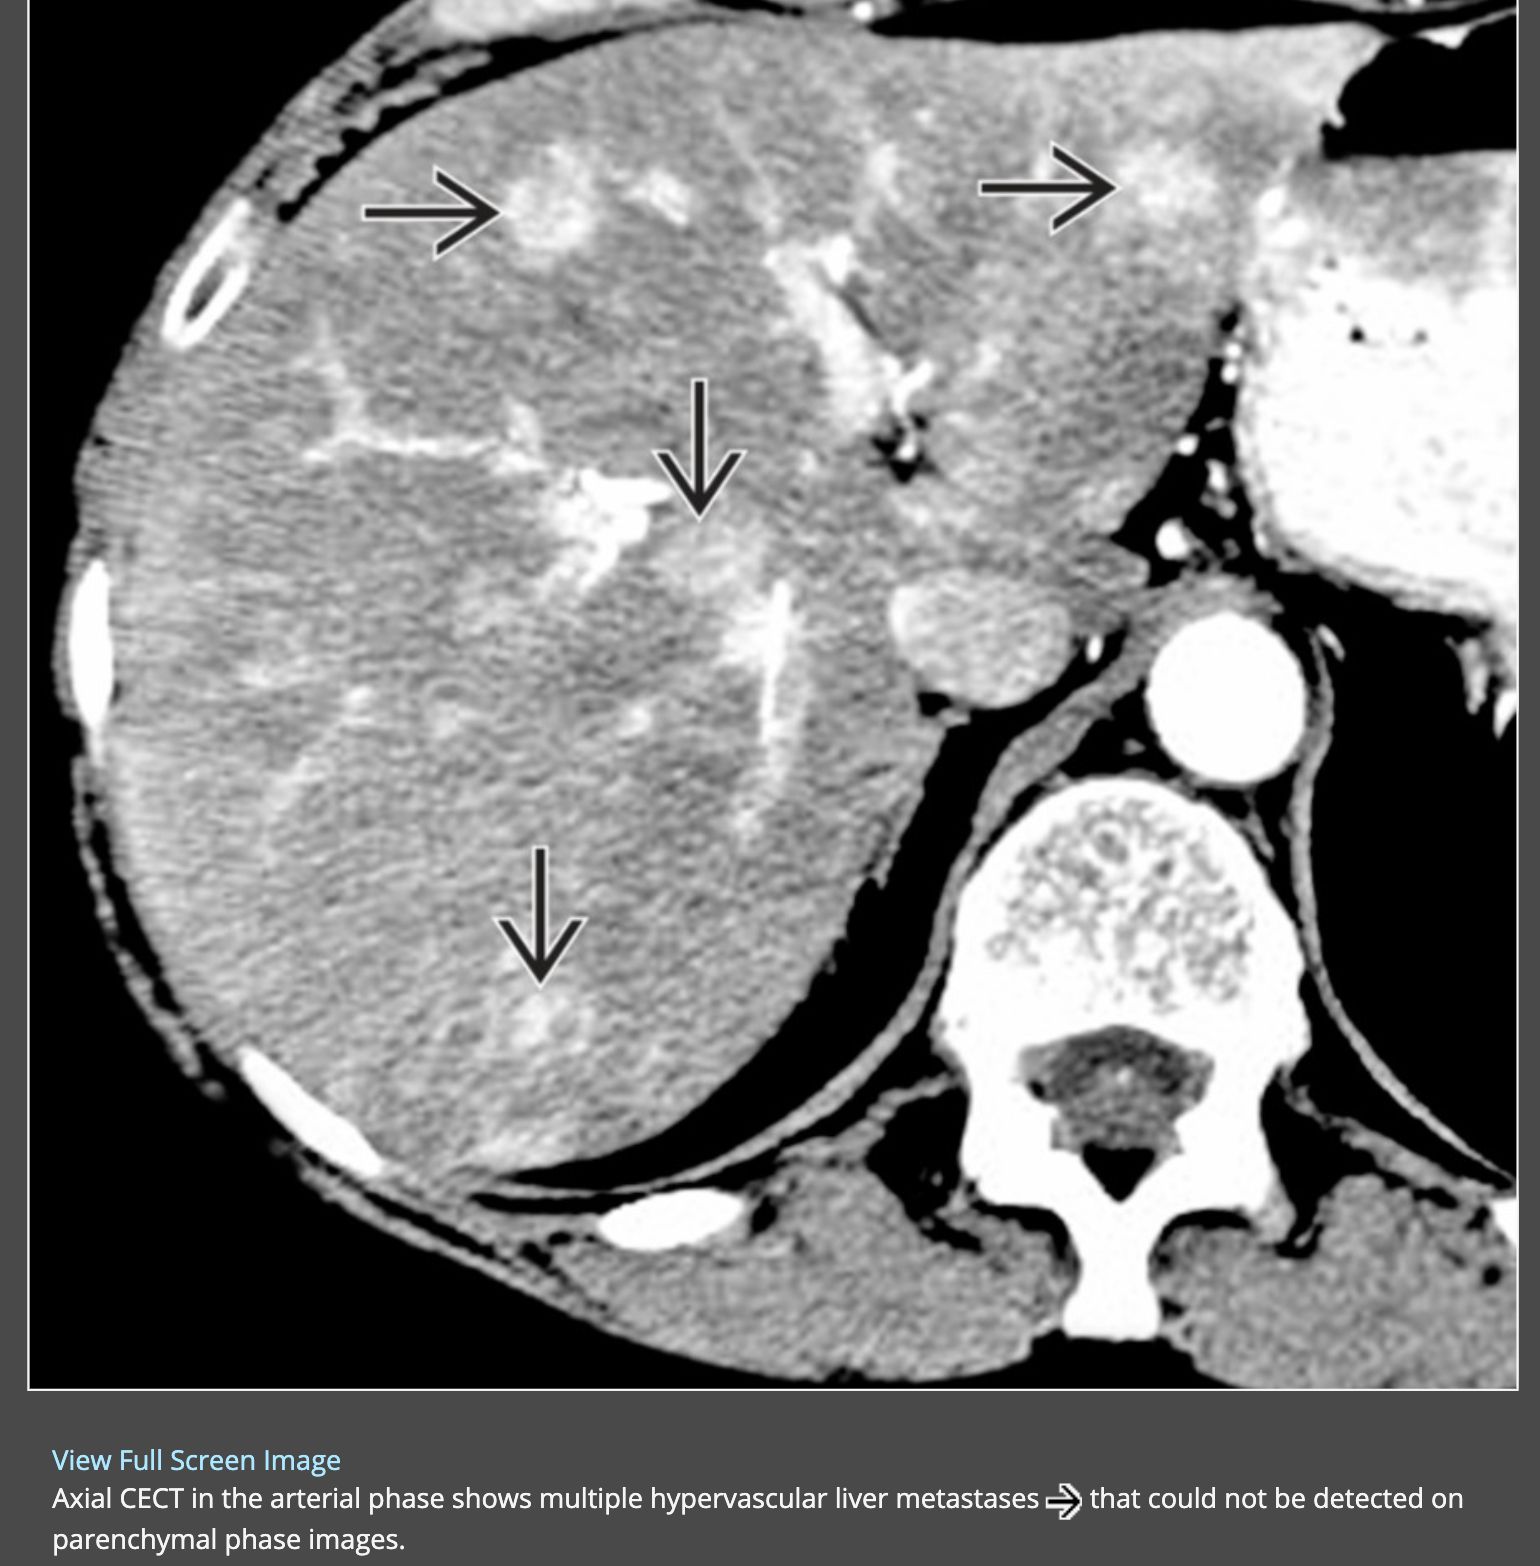 View Full Screen Image
Axial CECT in the arterial phase shows multiple hypervascular liver metastases that could not be detected on
parenchymal phase images.